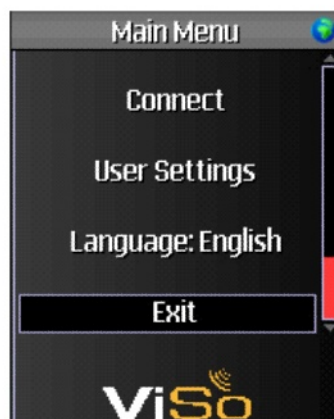 Main Menu
Connect
User Settings
Language: English
Exit
ViSo